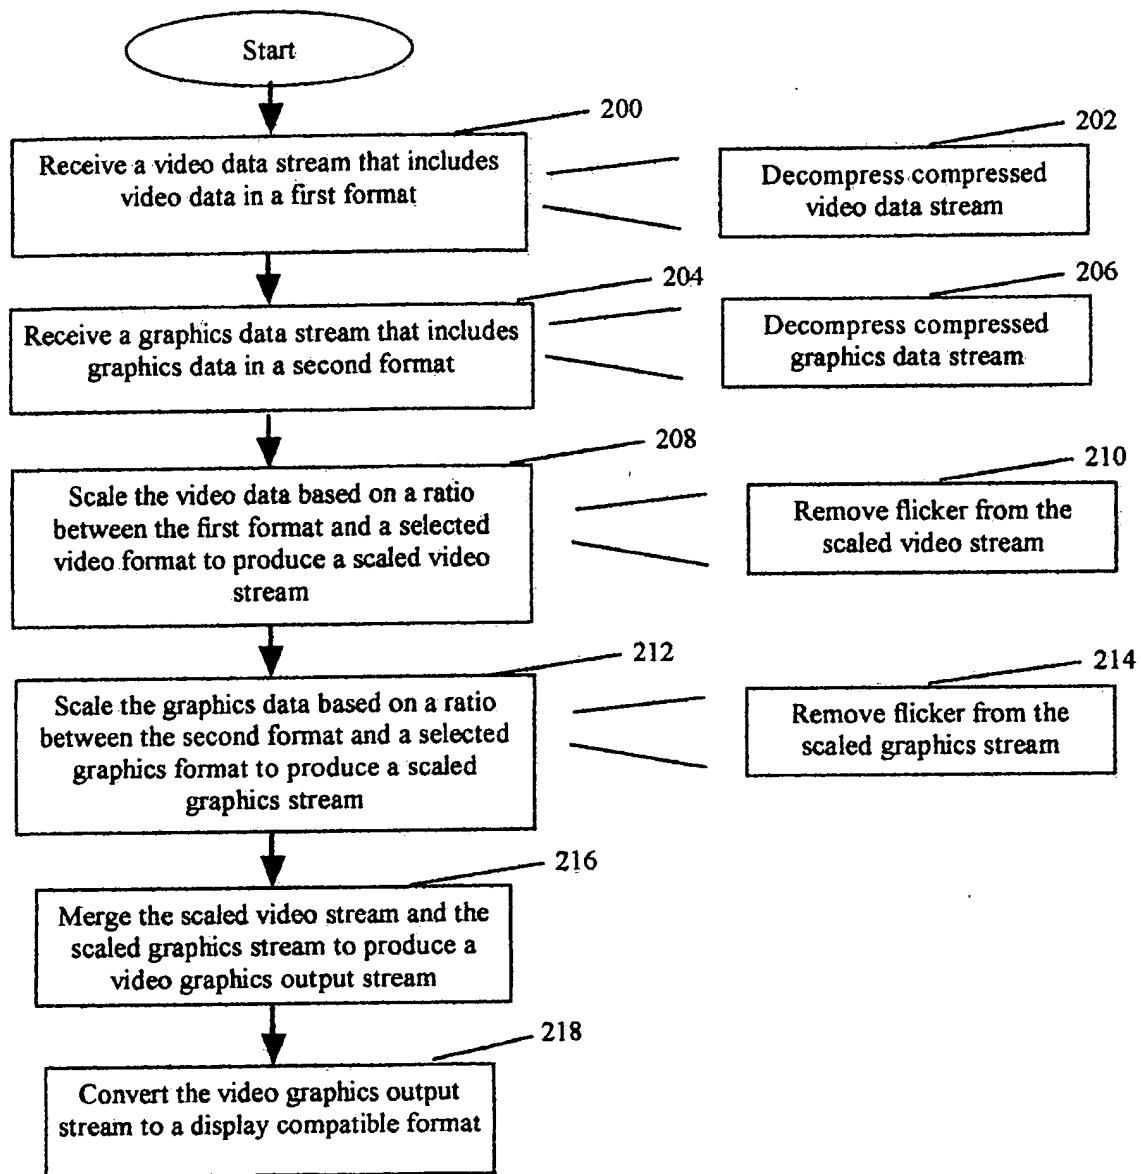 Start
200
Receive a video data stream that includes
video data in a first format
202
Decompress compressed
video data stream
204
Receive a graphics data stream that includes
graphics data in a second format
206
Decompress compressed
graphics data stream
208
Scale the video data based on a ratio
between the first format and a selected
video format to produce a scaled video
stream
210
Remove flicker from the
scaled video stream
212
Scale the graphics data based on a ratio
between the second format and a selected
graphics format to produce a scaled
graphics stream
214
Remove flicker from the
scaled graphics stream
216
Merge the scaled video stream and the
scaled graphics stream to produce a
video graphics output stream
218
Convert the video graphics output
stream to a display compatible format